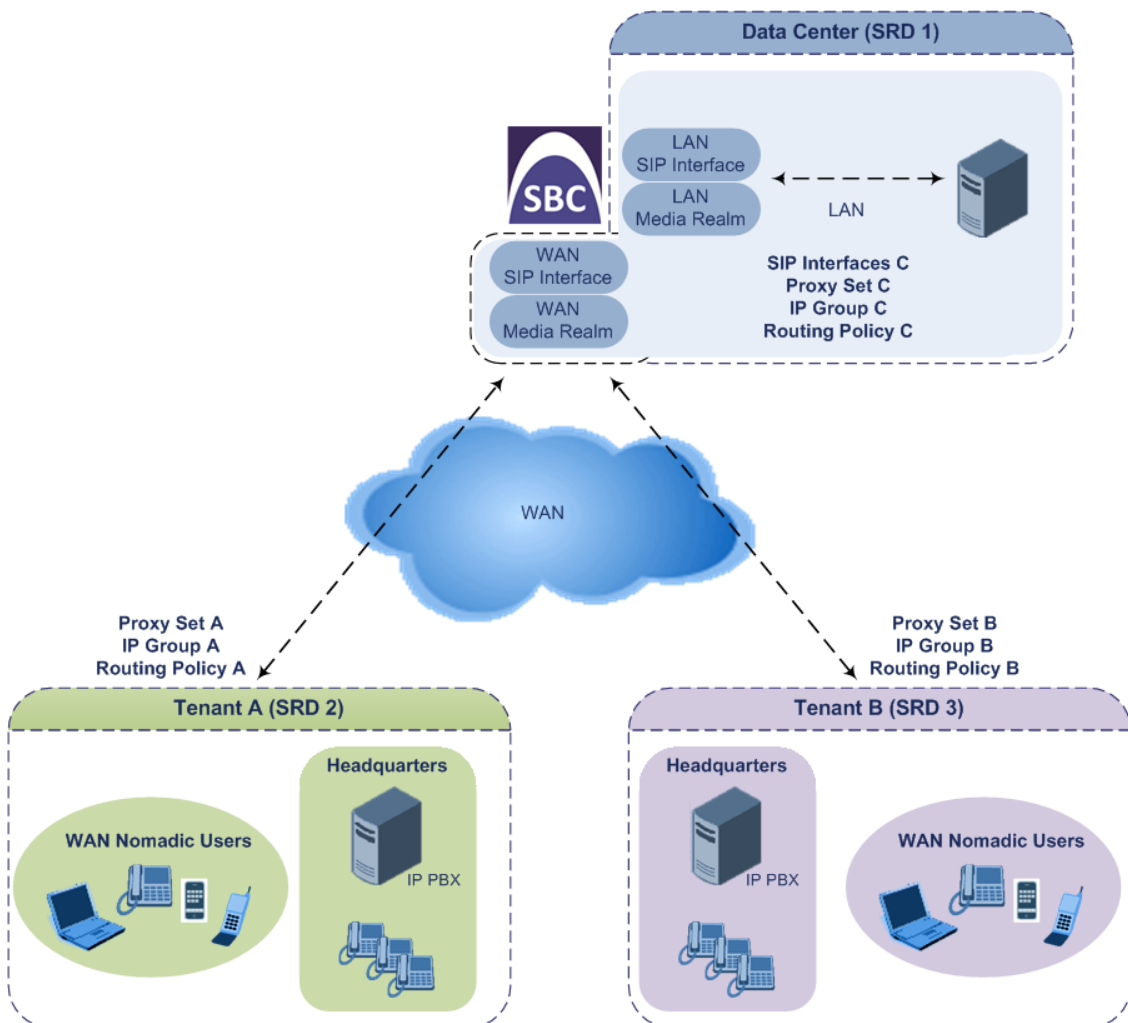 Data Center (SRD 1)
SBC
LAN
SIP Interface
LAN
Media Realm
LAN
WAN
SIP Interface
WAN
Media Realm
SIP Interfaces C
Proxy Set C
IP Group C
Routing Policy C
WAN
Proxy Set A
IP Group A
Routing Policy A
Proxy Set B
IP Group B
Routing Policy B
Tenant A (SRD 2)
WAN Nomadic Users
Headquarters
IP PBX
Tenant B (SRD 3)
Headquarters
IP PBX
WAN Nomadic Users